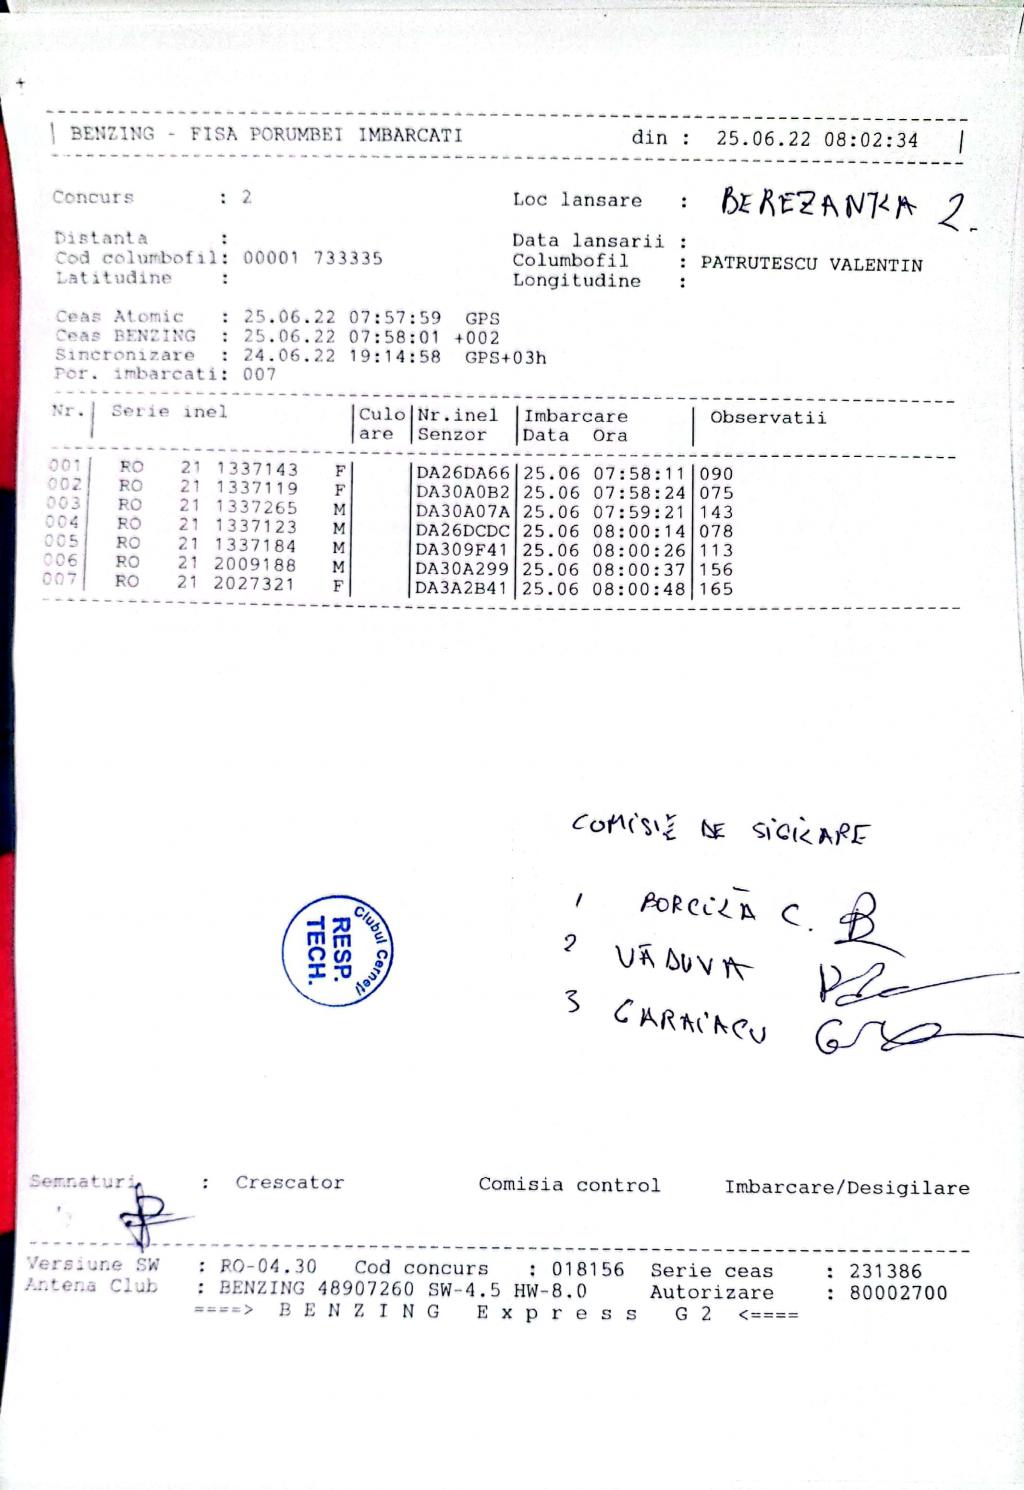 BENZING - FISA PORUMBEI IMBARCATI din : 25.06.22 08:02:34
Concurs : 2 Loc lansare : BEREZANKA 2.
Distanta : Data lansarii :
Cod columbofil: 00001 733335 Columbofil : PATRUTESCU VALENTIN
Latitudine : Longitudine :
Ceas Atomic : 25.06.22 07:57:59 GPS
Ceas BENZING : 25.06.22 07:58:01 +002
Sincronizare : 24.06.22 19:14:58 GPS+03h
Por. imbarcati: 007
Nr.| Serie inel |Culo|Nr.inel |Imbarcare | Observatii
|are |Senzor |Data Ora |
001| RO 21 1337143 F| |DA26DA66|25.06 07:58:11|090
002| RO 21 1337119 F| |DA30A0B2|25.06 07:58:24|075
003| RO 21 1337265 M| |DA30A07A|25.06 07:59:21|143
004| RO 21 1337123 M| |DA26DCDC|25.06 08:00:14|078
005| RO 21 1337184 M| |DA309F41|25.06 08:00:26|113
006| RO 21 2009188 M| |DA30A299|25.06 08:00:37|156
007| RO 21 2027321 F| |DA3A2B41|25.06 08:00:48|165
COMISIE DE SIGILARE
1 PORCILĂ C.
2 VĂDUVA
3 GARAIACU
Clubul Cerneți
RESP.
TECH.
Semnaturi : Crescator Comisia control Imbarcare/Desigilare
Versiune SW : RO-04.30 Cod concurs : 018156 Serie ceas : 231386
Antena Club : BENZING 48907260 SW-4.5 HW-8.0 Autorizare : 80002700
====> B E N Z I N G E x p r e s s G 2 <====